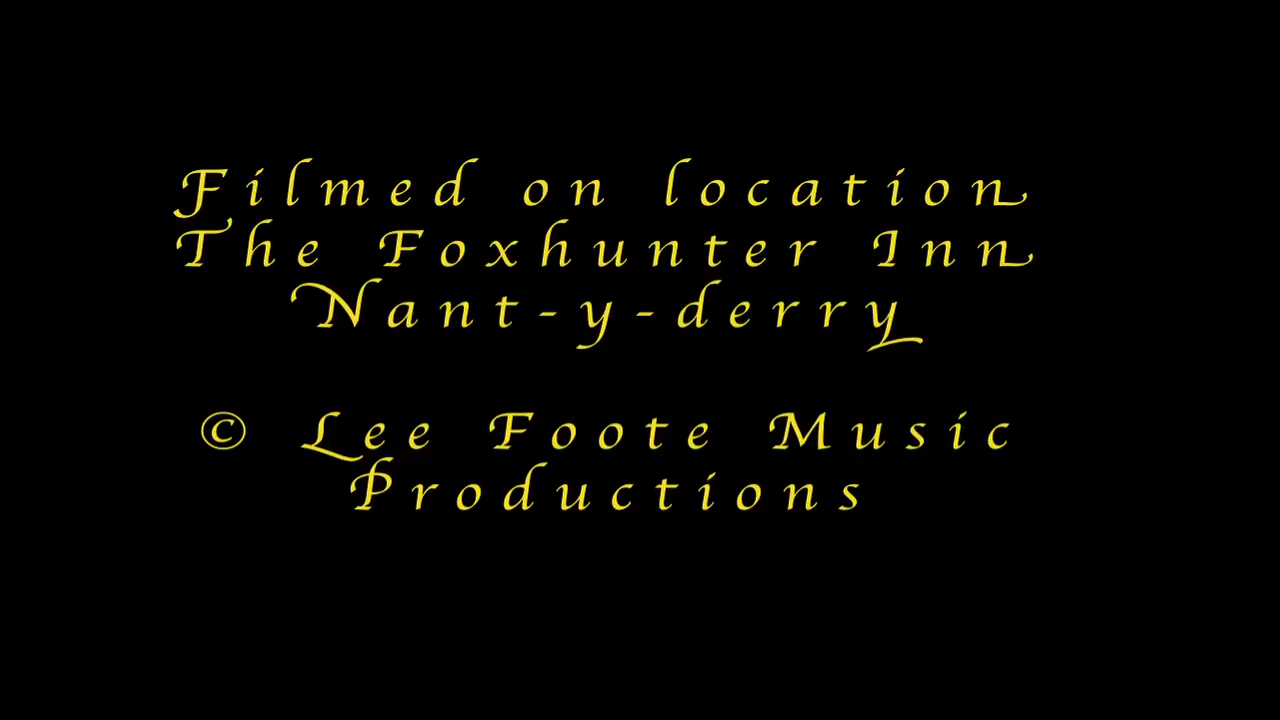 Filmed on location
The Foxhunter Inn
Nant-y-derry
© Lee Foote Music
Productions